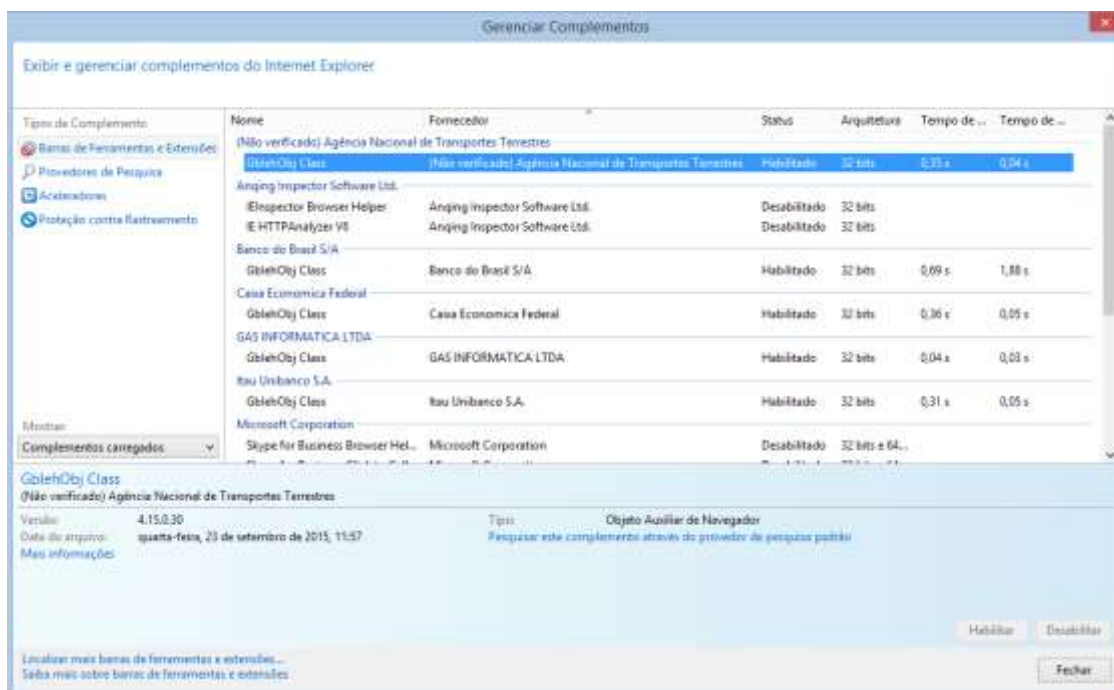 Gerenciar Complementos
Exibir e gerenciar complementos do Internet Explorer
Tipos de Complemento
Barras de Ferramentas e Extensões
Provedores de Pesquisa
Aceleradores
Proteção contra Rastreamento
Mostrar:
Complementos carregados
Nome Fornecedor Status Arquitetura Tempo de ... Tempo de ...
(Não verificado) Agência Nacional de Transportes Terrestres
GbIehObj Class (Não verificado) Agência Nacional de Transportes Terrestres Habilitado 32 bits 0,35 s 0,04 s
Anqing Inspector Software Ltd.
IEInspector Browser Helper Anqing Inspector Software Ltd. Desabilitado 32 bits
IE HTTPAnalyzer V6 Anqing Inspector Software Ltd. Desabilitado 32 bits
Banco do Brasil S/A
GbIehObj Class Banco do Brasil S/A Habilitado 32 bits 0,69 s 1,88 s
Caixa Economica Federal
GbIehObj Class Caixa Economica Federal Habilitado 32 bits 0,36 s 0,05 s
GAS INFORMATICA LTDA
GbIehObj Class GAS INFORMATICA LTDA Habilitado 32 bits 0,04 s 0,03 s
Itau Unibanco S.A.
GbIehObj Class Itau Unibanco S.A. Habilitado 32 bits 0,31 s 0,05 s
Microsoft Corporation
Skype for Business Browser Hel... Microsoft Corporation Desabilitado 32 bits e 64...
GbIehObj Class
(Não verificado) Agência Nacional de Transportes Terrestres
Versão: 4.15.0.30 Tipo: Objeto Auxiliar de Navegador
Data do arquivo: quarta-feira, 23 de setembro de 2015, 11:57 Pesquisar este complemento através do provedor de pesquisa padrão
Mais informações
Habilitar Desabilitar
Localizar mais barras de ferramentas e extensões...
Saiba mais sobre barras de ferramentas e extensões
Fechar